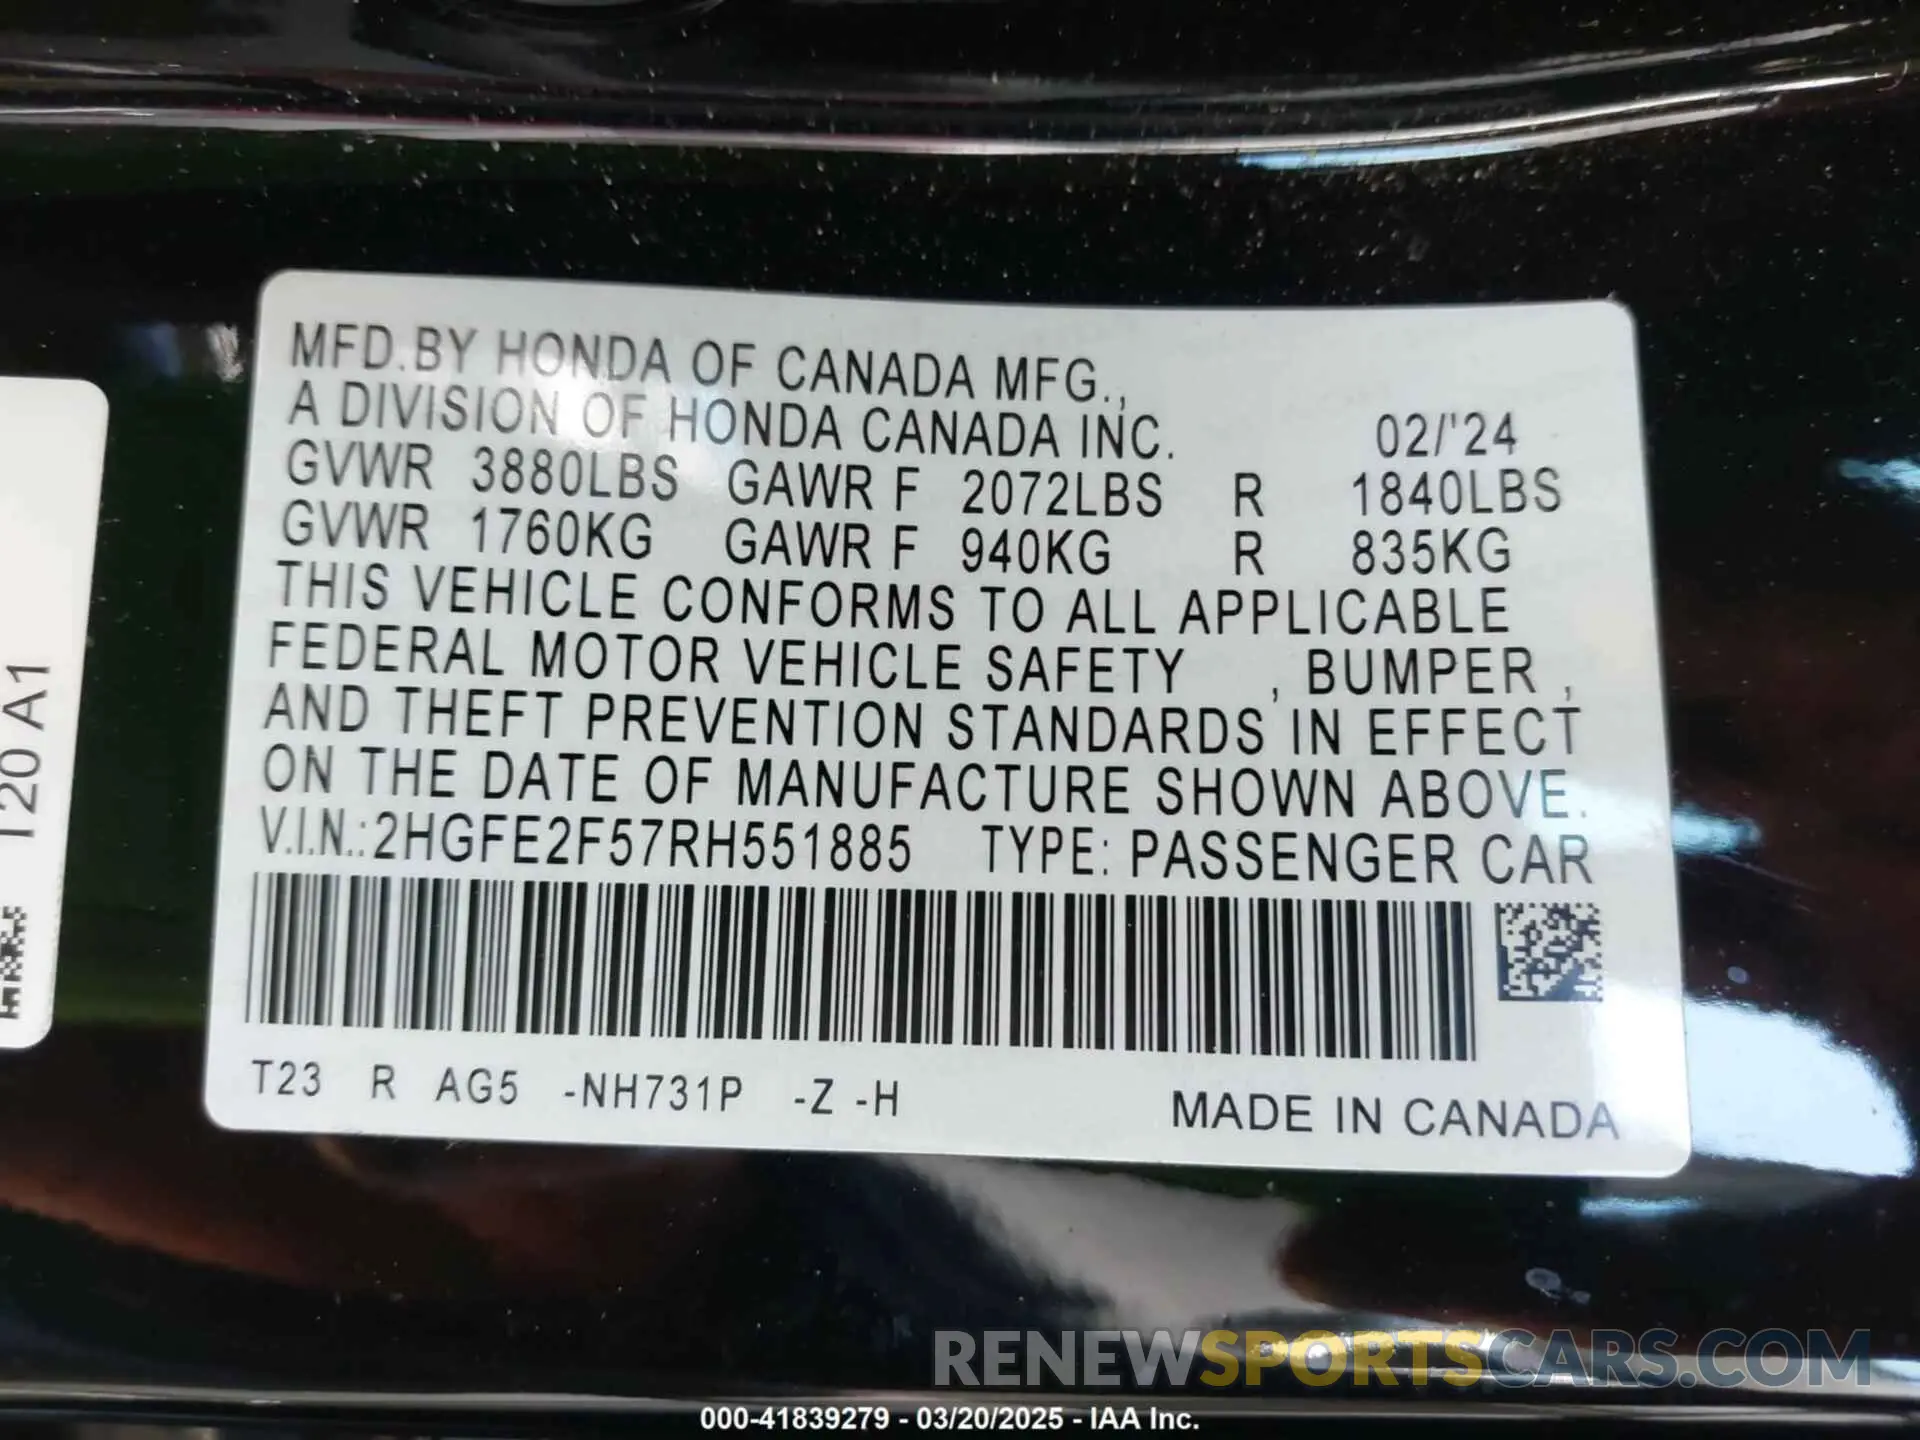 MFD.BY HONDA OF CANADA MFG.,
A DIVISION OF HONDA CANADA INC. 02/'24
GVWR 3880LBS GAWR F 2072LBS R 1840LBS
GVWR 1760KG GAWR F 940KG R 835KG
THIS VEHICLE CONFORMS TO ALL APPLICABLE
FEDERAL MOTOR VEHICLE SAFETY , BUMPER ,
AND THEFT PREVENTION STANDARDS IN EFFECT
ON THE DATE OF MANUFACTURE SHOWN ABOVE.
V.I.N.:2HGFE2F57RH551885 TYPE: PASSENGER CAR
T23 R AG5 -NH731P -Z -H
MADE IN CANADA
120 A1
RENEWSPORTSCARS.COM
000-41839279 - 03/20/2025 - IAA Inc.